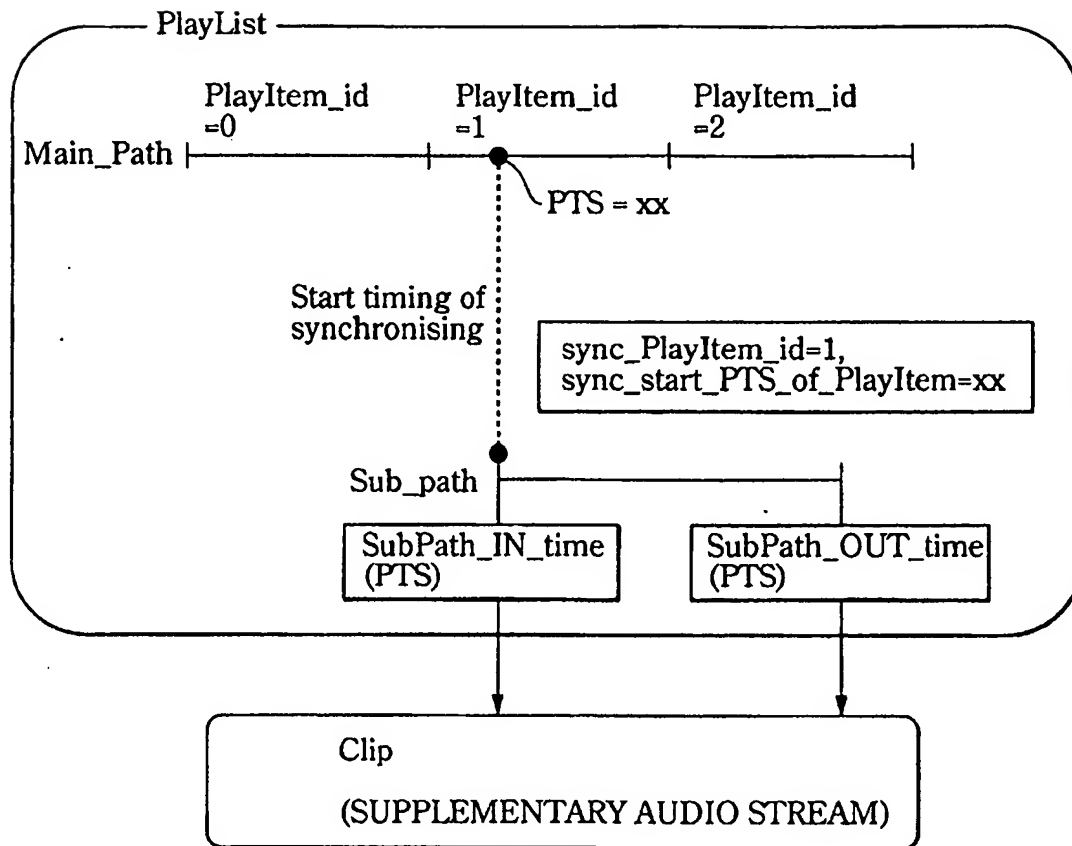 PlayList
PlayItem_id
=0
PlayItem_id
=1
PlayItem_id
=2
Main_Path
PTS = xx
Start timing of
synchronising
sync_PlayItem_id=1,
sync_start_PTS_of_PlayItem=xx
Sub_path
SubPath_IN_time
(PTS)
SubPath_OUT_time
(PTS)
Clip
(SUPPLEMENTARY AUDIO STREAM)